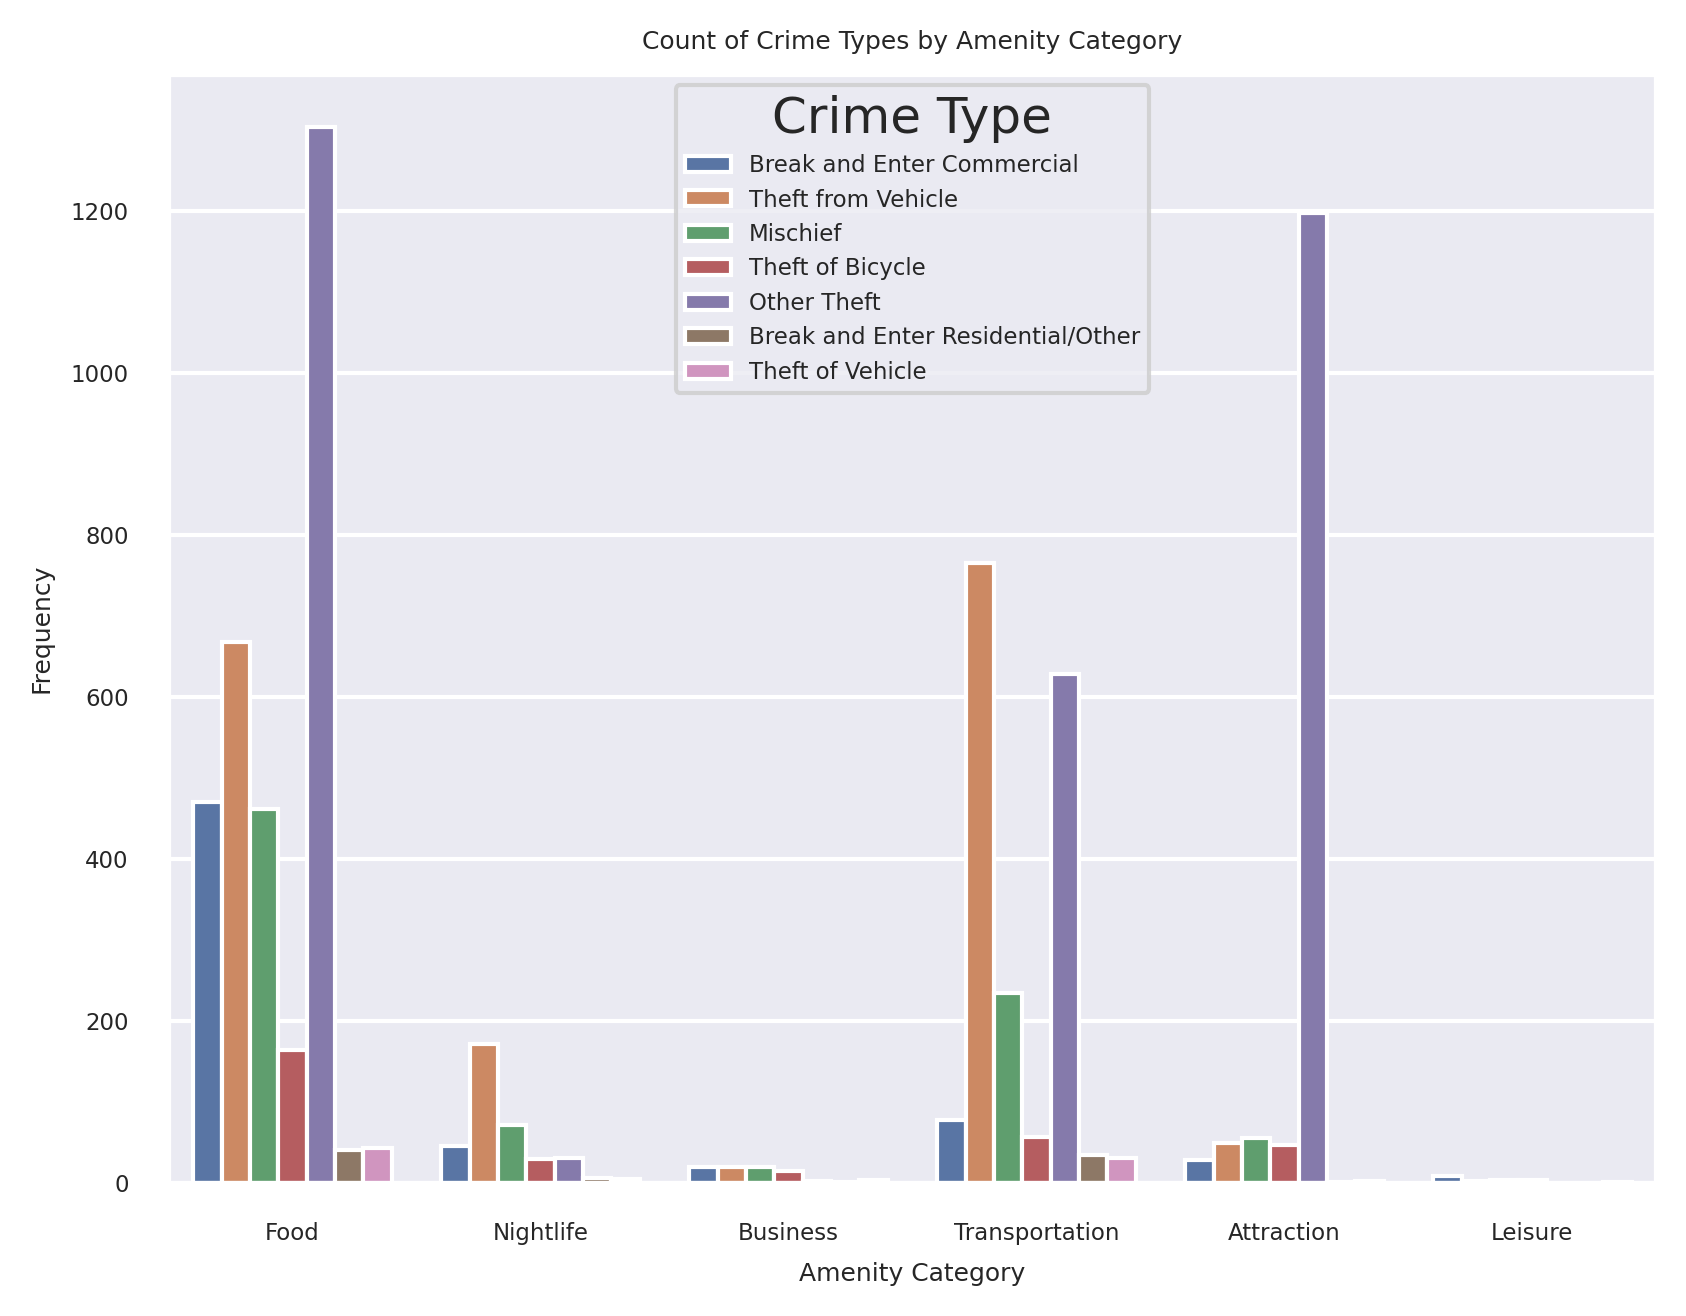 Count of Crime Types by Amenity Category
Crime Type
Break and Enter Commercial
Theft from Vehicle
Mischief
Theft of Bicycle
Other Theft
Break and Enter Residential/Other
Theft of Vehicle
1200
1000
800
600
400
200
0
Frequency
Food Nightlife Business Transportation Attraction Leisure
Amenity Category